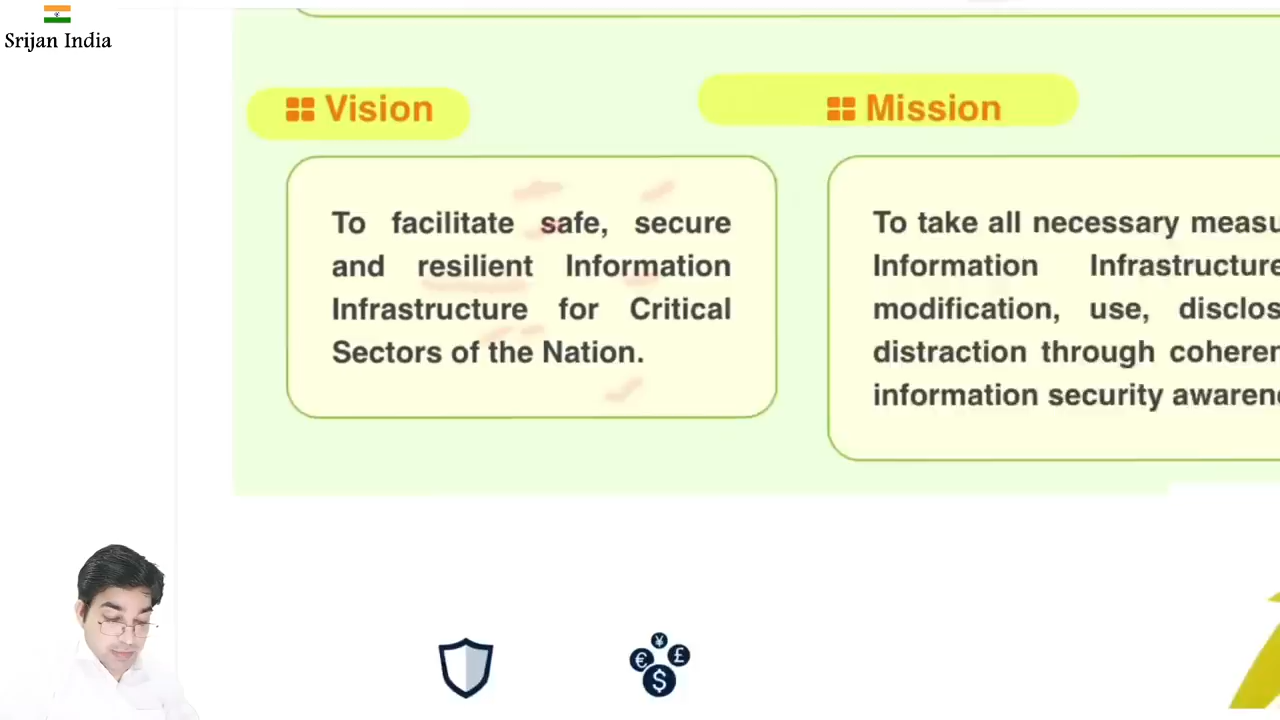 Srijan India
Vision
Mission
To facilitate safe, secure
and resilient Information
Infrastructure for Critical
Sectors of the Nation.
To take all necessary
Information Infrastructure
modification, use,
distraction through
information security